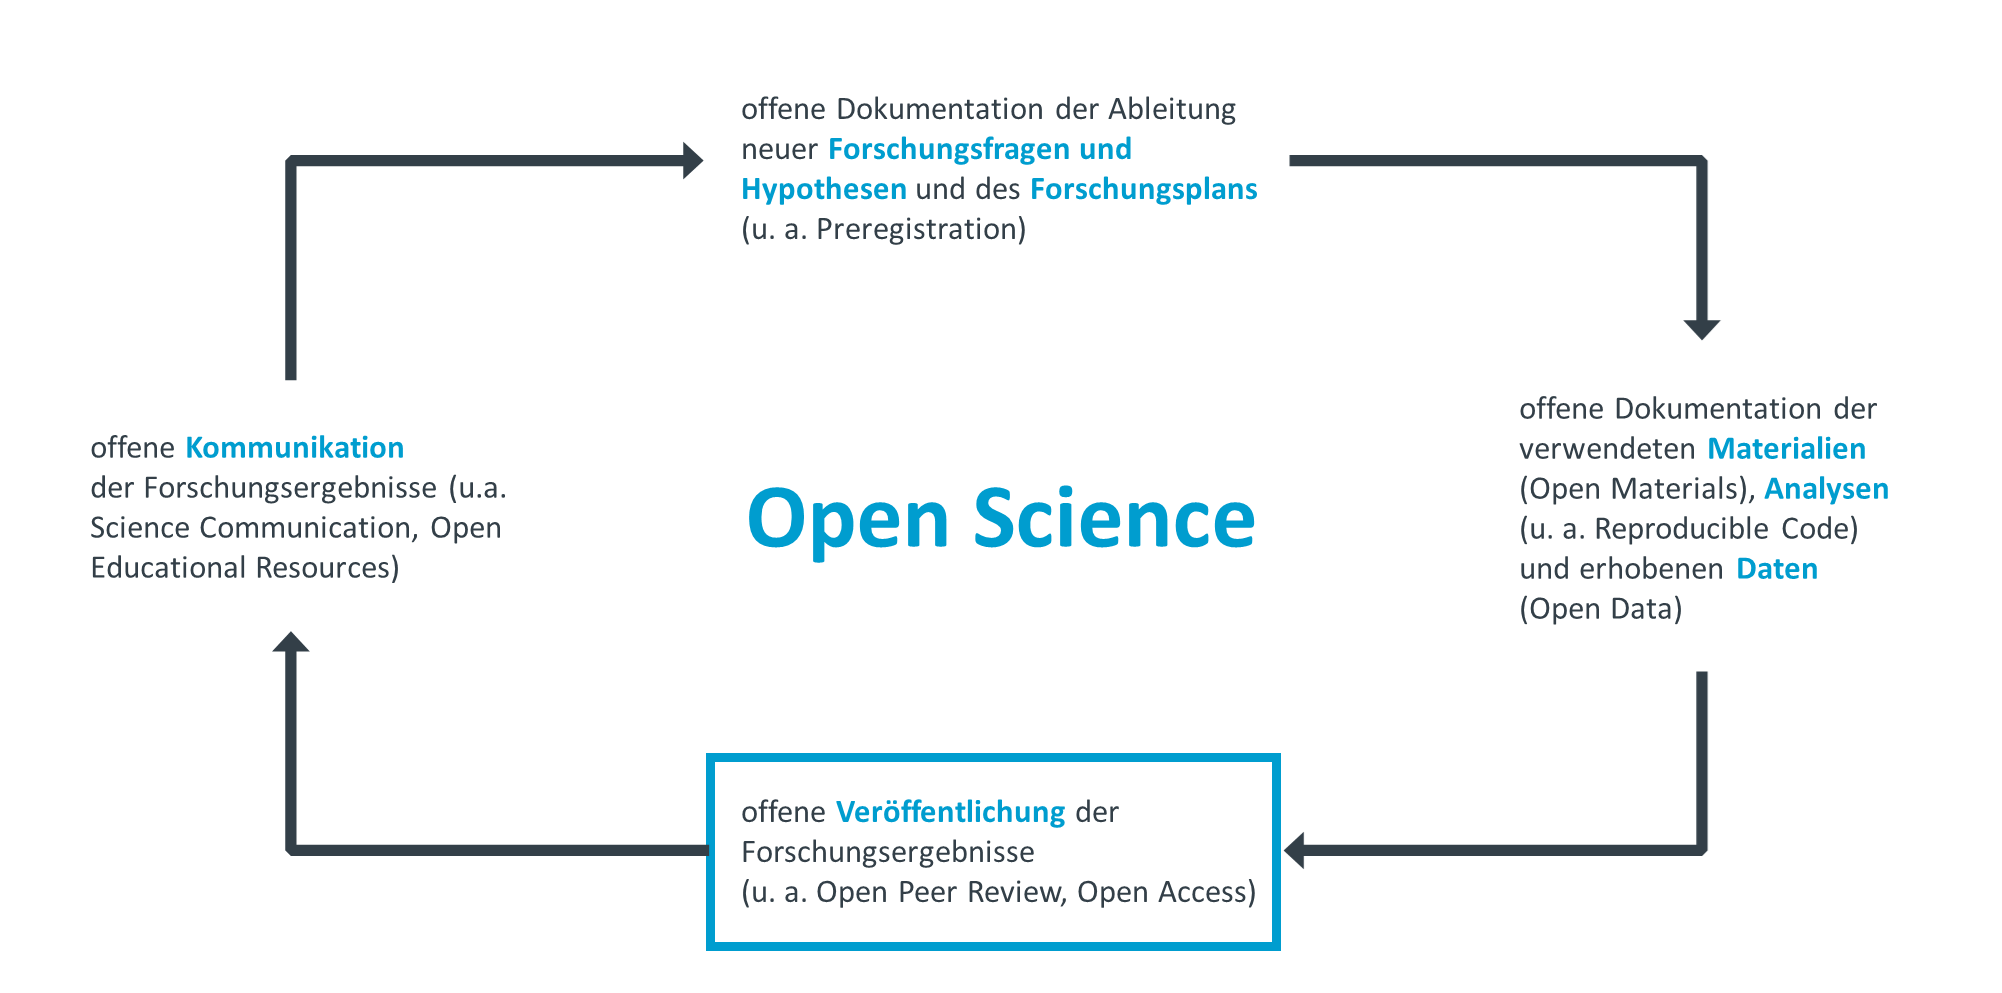 offene Dokumentation der Ableitung
neuer Forschungsfragen und
Hypothesen und des Forschungsplans
(u. a. Preregistration)
offene Dokumentation der
verwendeten Materialien
(Open Materials), Analysen
(u. a. Reproducible Code)
und erhobenen Daten
(Open Data)
offene Kommunikation
der Forschungsergebnisse (u.a.
Science Communication, Open
Educational Resources)
Open Science
offene Veröffentlichung der
Forschungsergebnisse
(u. a. Open Peer Review, Open Access)